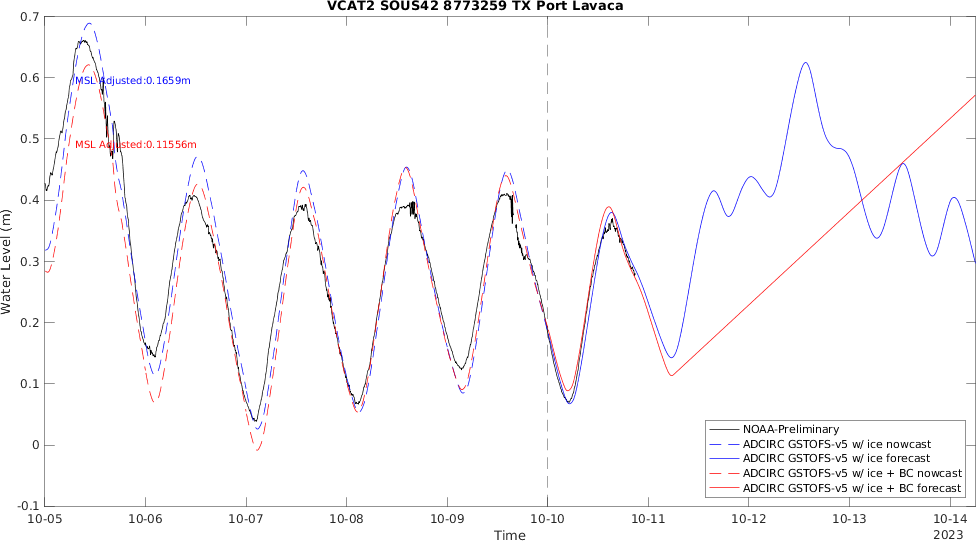 VCAT2 SOUS42 8773259 TX Port Lavaca
0.7
0.6
0.5
0.4
0.3
0.2
0.1
0
-0.1
Water Level (m)
MSL Adjusted:0.1659m
MSL Adjusted:0.11556m
NOAA-Preliminary
ADCIRC GSTOFS-v5 w/ ice nowcast
ADCIRC GSTOFS-v5 w/ ice forecast
ADCIRC GSTOFS-v5 w/ ice + BC nowcast
ADCIRC GSTOFS-v5 w/ ice + BC forecast
10-05 10-06 10-07 10-08 10-09 10-10 10-11 10-12 10-13 10-14
2023
Time